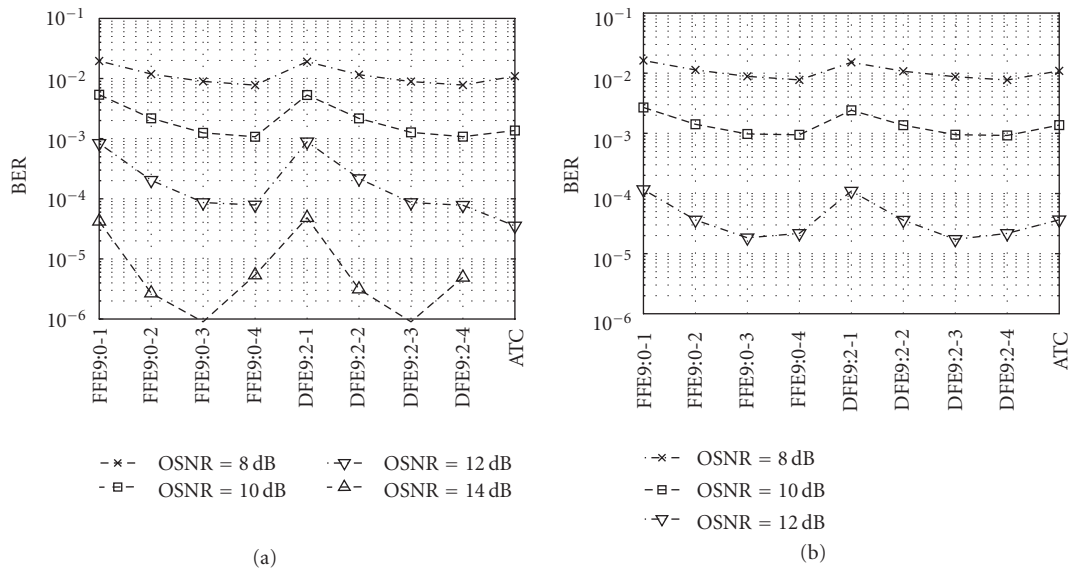 10−1
10−2
10−3
10−4
10−5
10−6
BER
FFE9:0-1
FFE9:0-2
FFE9:0-3
FFE9:0-4
DFE9:2-1
DFE9:2-2
DFE9:2-3
DFE9:2-4
ATC
OSNR = 8 dB
OSNR = 10 dB
OSNR = 12 dB
OSNR = 14 dB
(a)
10−1
10−2
10−3
10−4
10−5
10−6
BER
FFE9:0-1
FFE9:0-2
FFE9:0-3
FFE9:0-4
DFE9:2-1
DFE9:2-2
DFE9:2-3
DFE9:2-4
ATC
OSNR = 8 dB
OSNR = 10 dB
OSNR = 12 dB
(b)